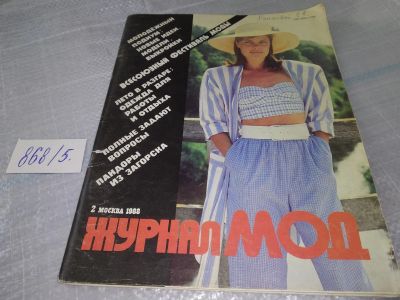 МОЛОДЕЖНЫЙ
ПОДИУМ:
НОВЫЕ ИДЕИ
МОДЕЛИ
ВЫКРОЙКИ
ВСЕСОЮЗНЫЙ ФЕСТИВАЛЬ МОДЫ
ЛЕТО В РАЗГАРЕ:
ОДЕЖДА ДЛЯ
РАБОТЫ
И ОТДЫХА
ПОЛНЫЕ ЗАДАЮТ
ВОПРОСЫ
ПАНДОРЫ
ИЗ ЗАГОРСКА
868/5.
2 МОСКВА 1988
ЖУРНАЛ МОД